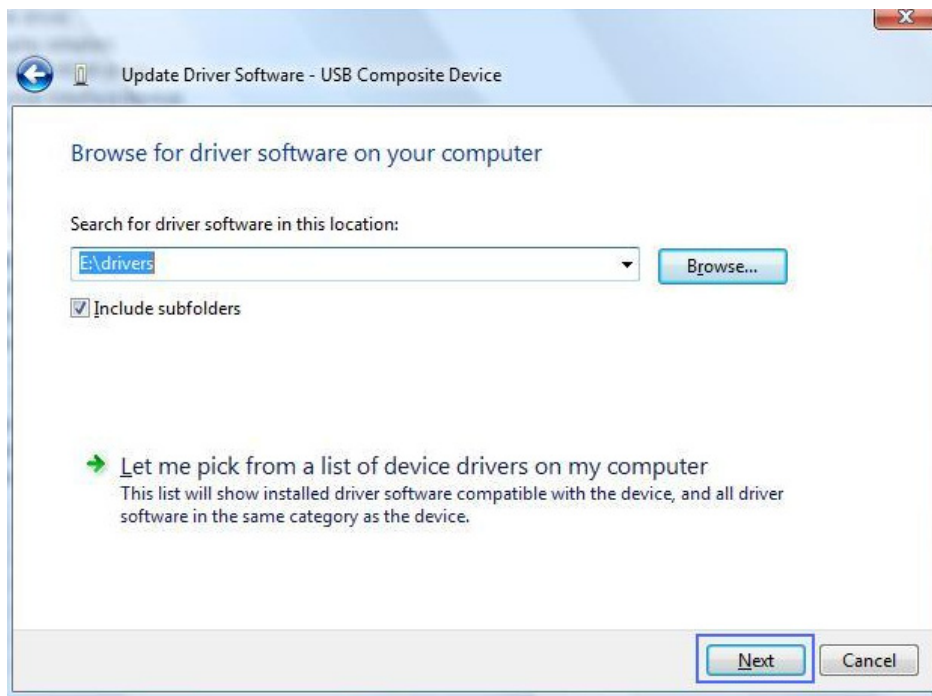 Update Driver Software - USB Composite Device
Browse for driver software on your computer
Search for driver software in this location:
E:\drivers
Browse...
Include subfolders
Let me pick from a list of device drivers on my computer
This list will show installed driver software compatible with the device, and all driver
software in the same category as the device.
Next
Cancel